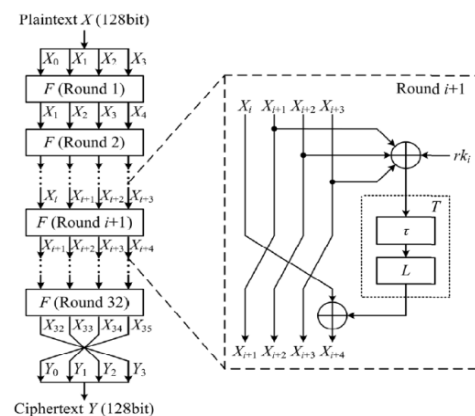 Plaintext X (128bit)
X₀ X₁ X₂ X₃
F (Round 1)
X₁ X₂ X₃ X₄
F (Round 2)
Xᵢ Xᵢ₊₁ Xᵢ₊₂ Xᵢ₊₃
F (Round i+1)
Xᵢ₊₁ Xᵢ₊₂ Xᵢ₊₃ Xᵢ₊₄
F (Round 32)
X₃₂ X₃₃ X₃₄ X₃₅
Y₀ Y₁ Y₂ Y₃
Ciphertext Y (128bit)
Round i+1
Xᵢ Xᵢ₊₁ Xᵢ₊₂ Xᵢ₊₃
rkᵢ
T
τ
L
Xᵢ₊₁ Xᵢ₊₂ Xᵢ₊₃ Xᵢ₊₄